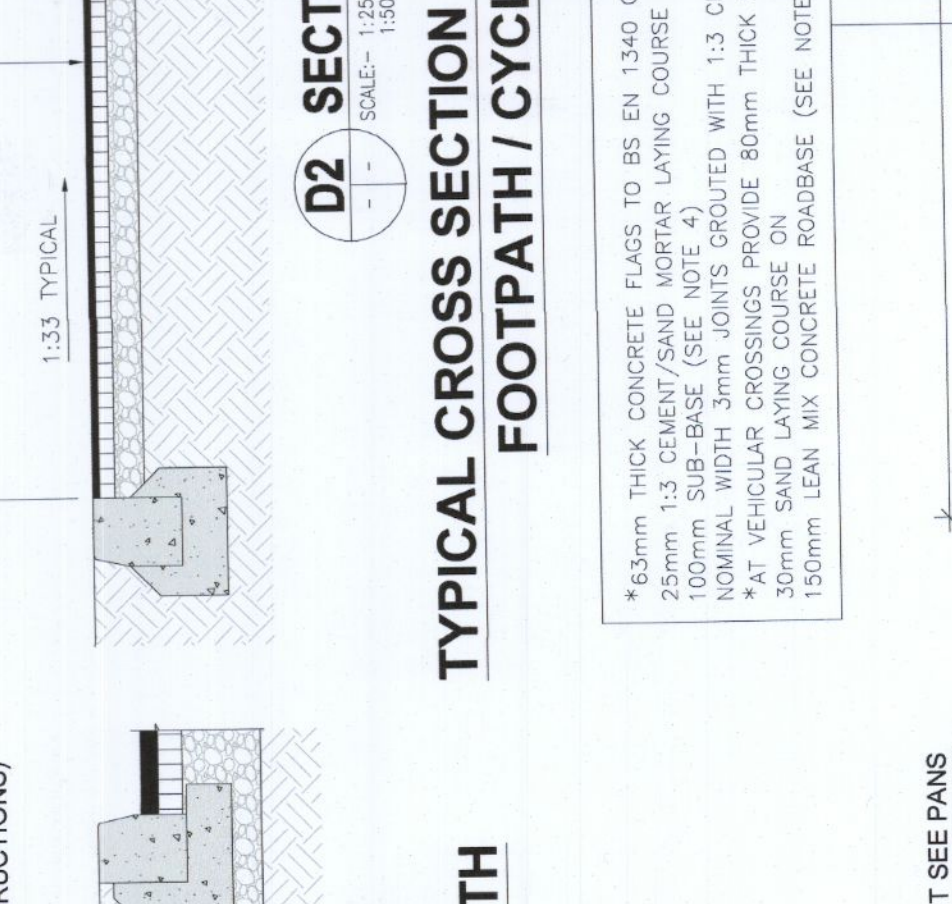 1:33 TYPICAL
D2 SECT
- -
SCALE:- 1:25
1:50
TYPICAL CROSS SECTION
FOOTPATH / CYCL
*63mm THICK CONCRETE FLAGS TO BS EN 1340
25mm 1:3 CEMENT/SAND MORTAR LAYING COURSE
100mm SUB-BASE (SEE NOTE 4)
NOMINAL WIDTH 3mm JOINTS GROUTED WITH 1:3
*AT VEHICULAR CROSSINGS PROVIDE 80mm THICK
30mm SAND LAYING COURSE ON
150mm LEAN MIX CONCRETE ROADBASE (SEE NOTE
RUCTIONS)
TH
T SEE PANS